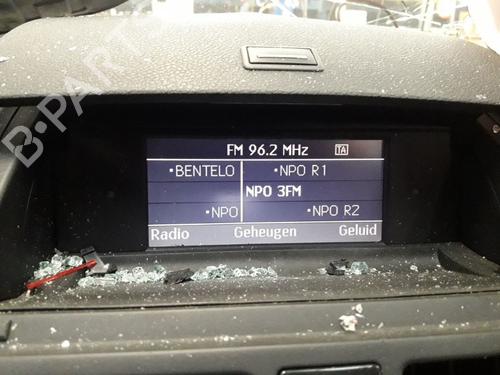 FM 96.2 MHz TA
•BENTELO •NPO R1
NPO 3FM
•NPO •NPO R2
Radio Geheugen Geluid
B-PARTS